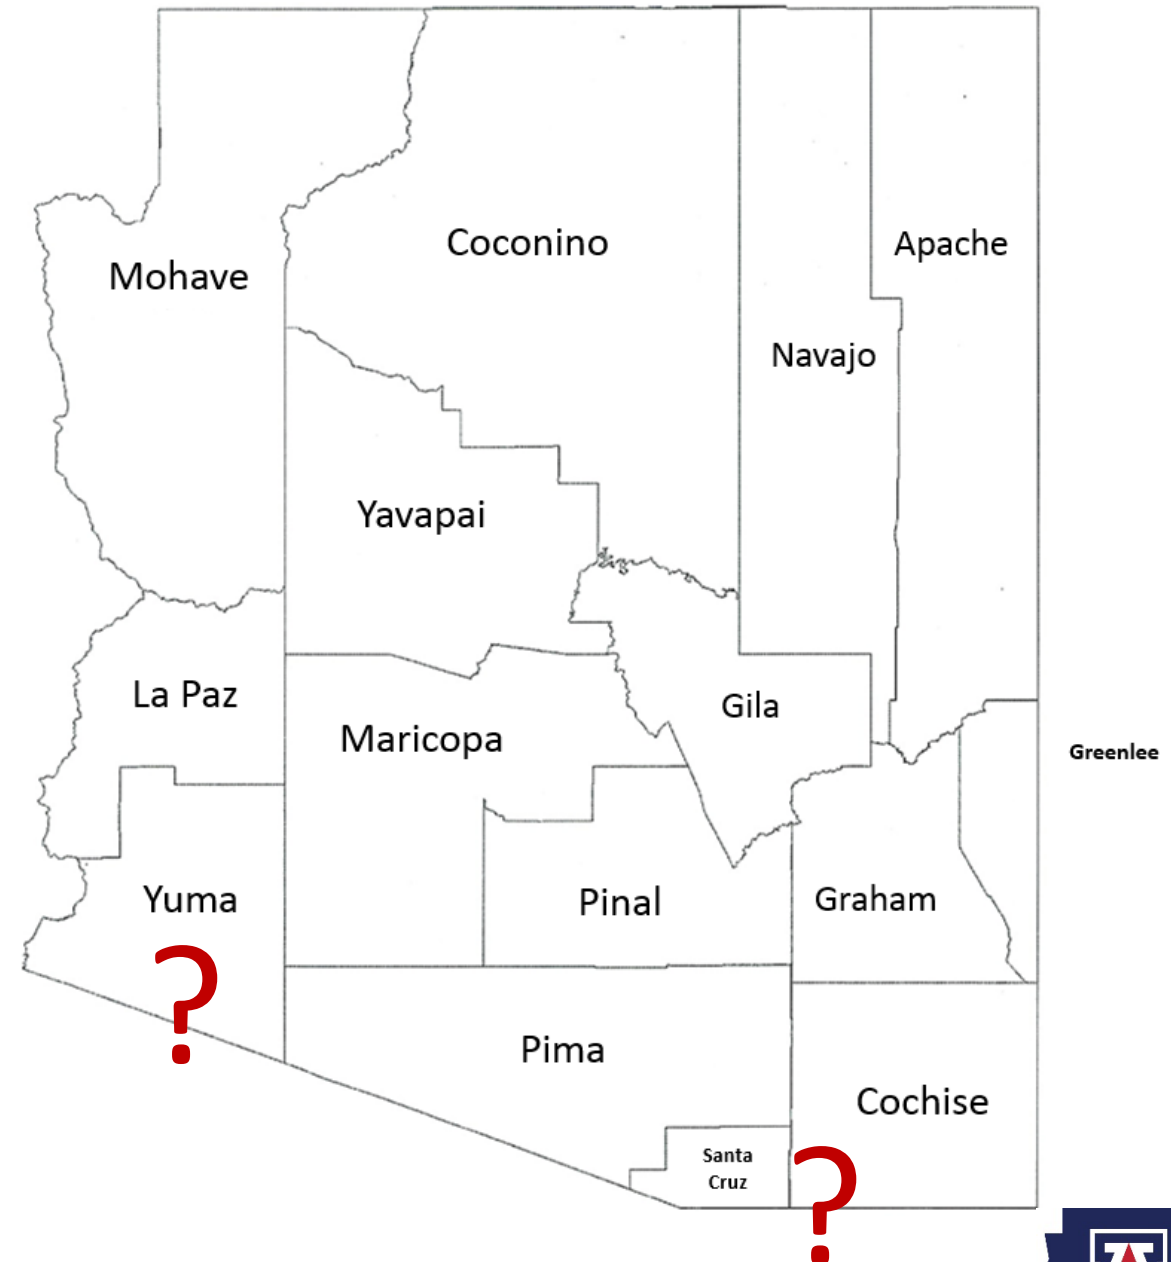 Coconino
Apache
Mohave
Navajo
Yavapai
La Paz
Gila
Maricopa
Greenlee
Yuma
Pinal
Graham
?
Pima
Cochise
Santa
Cruz
?